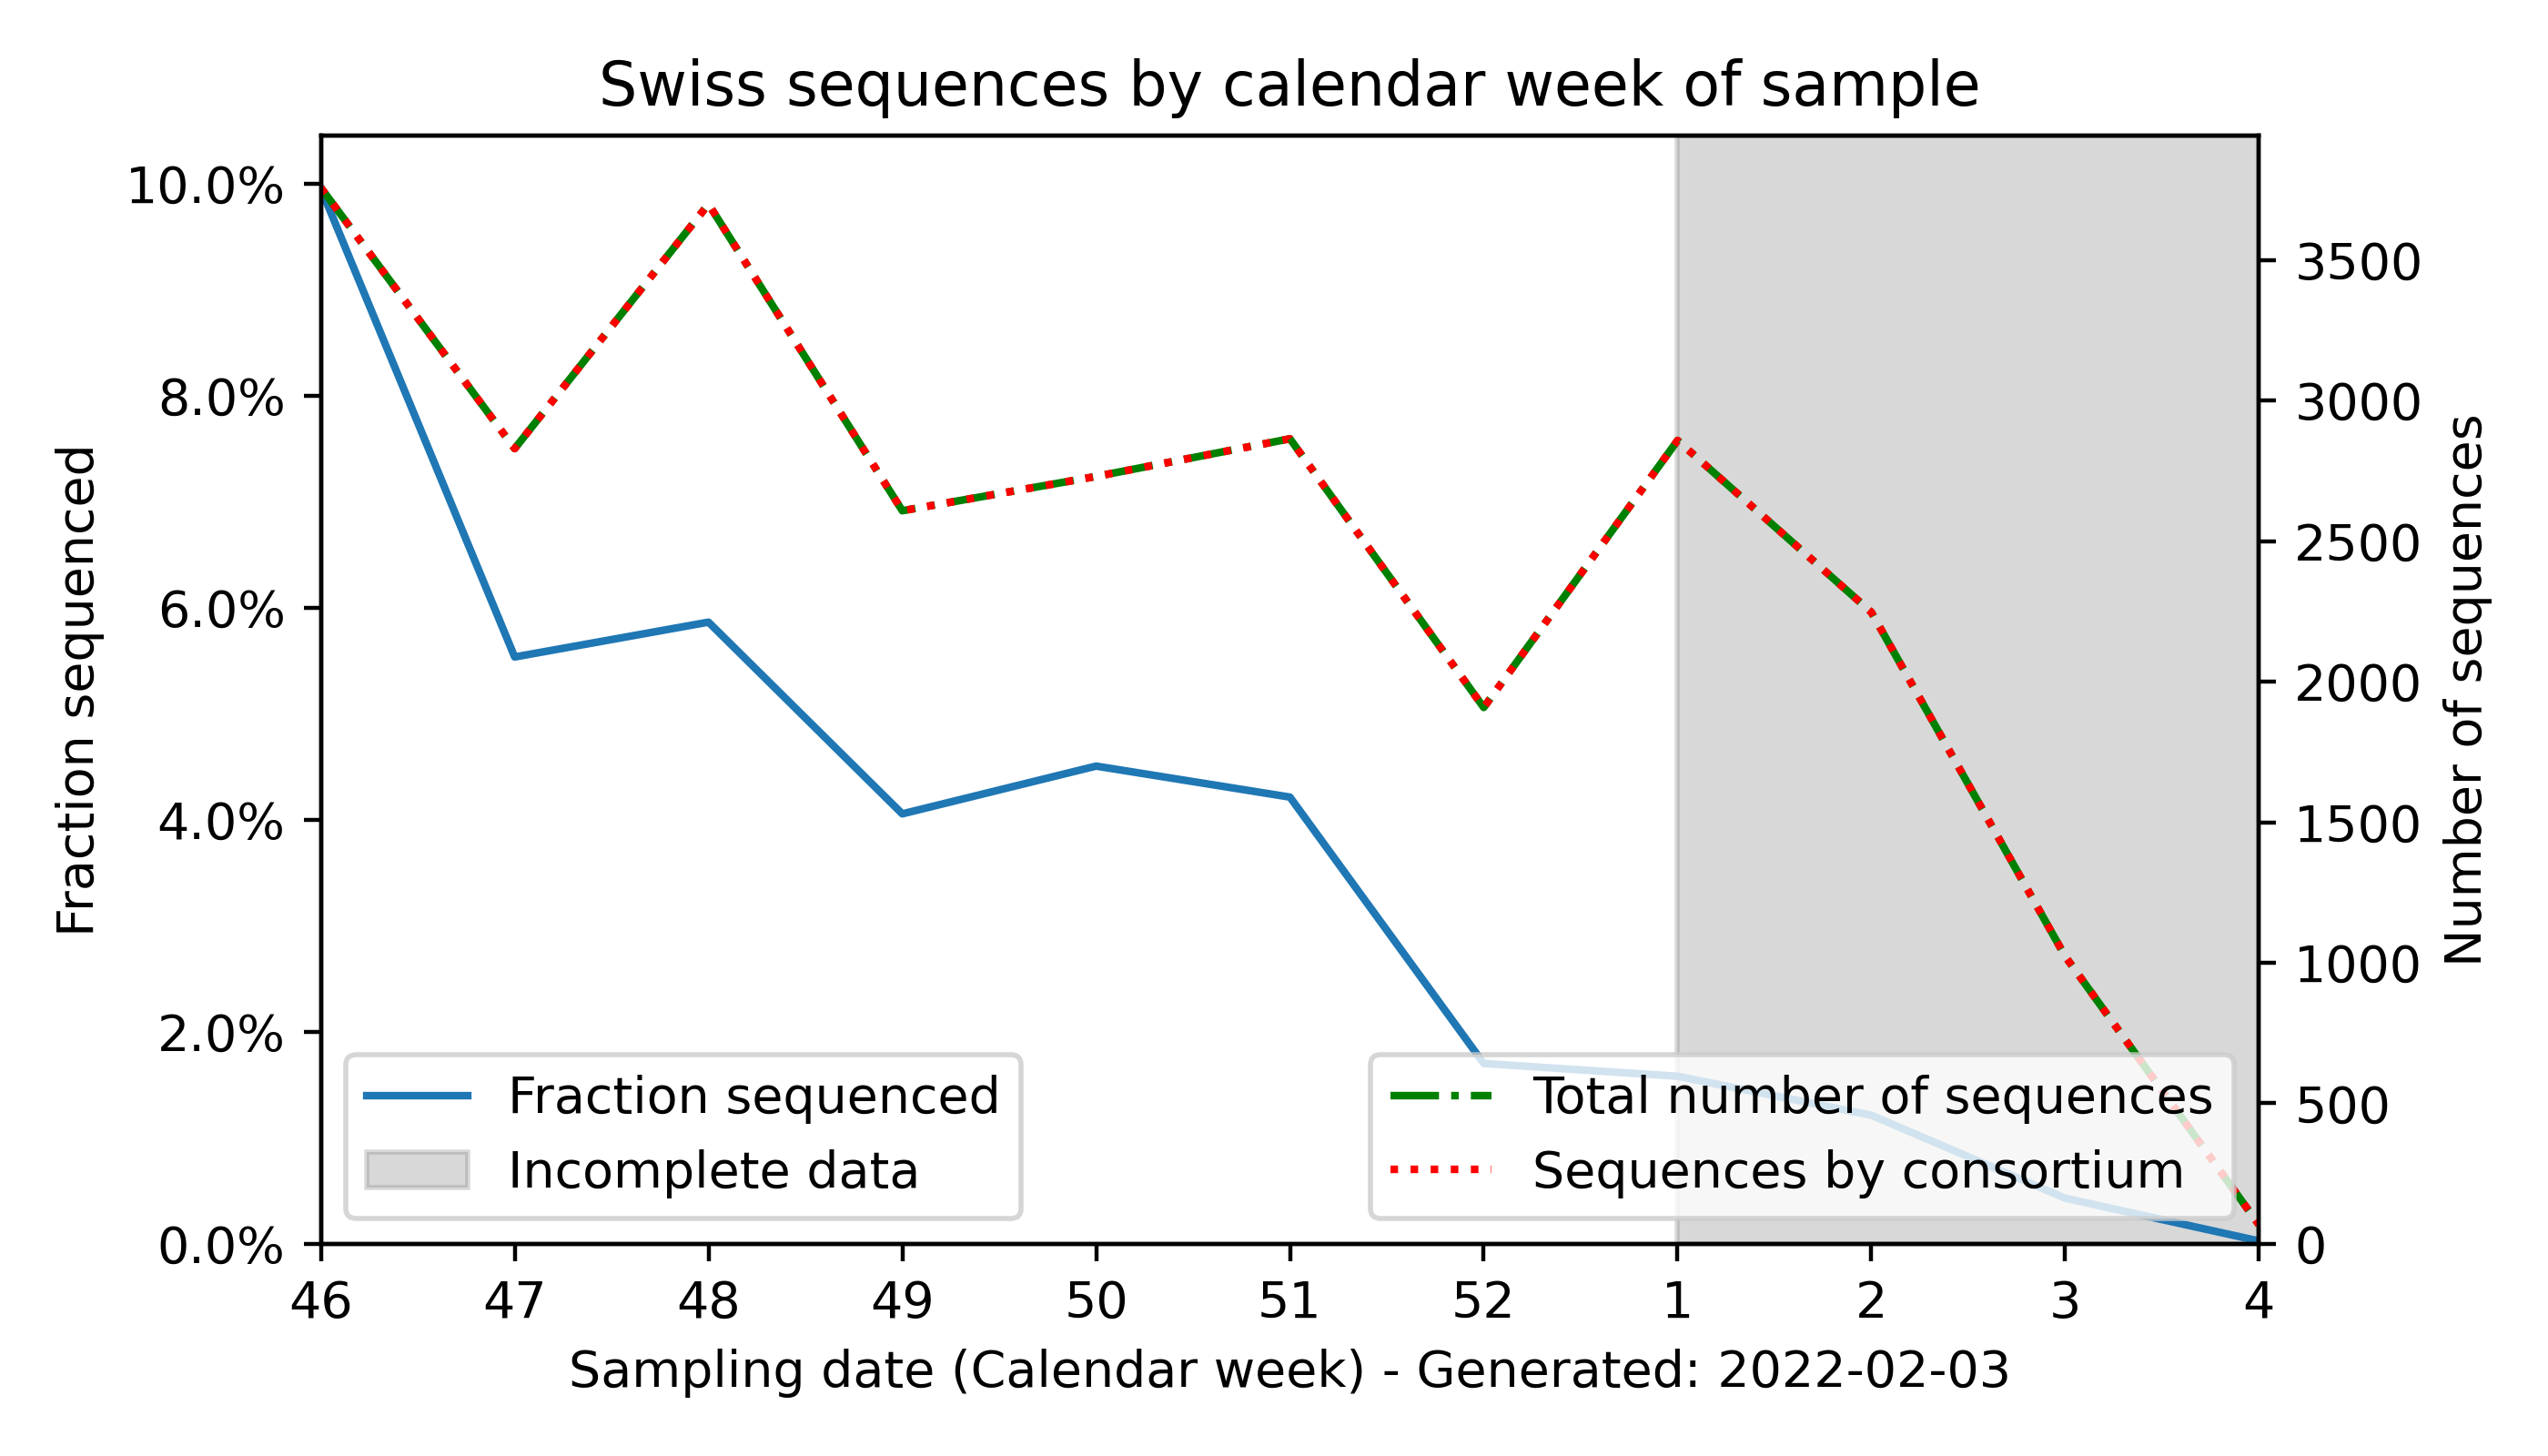 Swiss sequences by calendar week of sample
10.0%
8.0%
6.0%
4.0%
2.0%
0.0%
Fraction sequenced
3500
3000
2500
2000
1500
1000
500
0
Number of sequences
Fraction sequenced
Incomplete data
Total number of sequences
Sequences by consortium
46 47 48 49 50 51 52 1 2 3 4
Sampling date (Calendar week) - Generated: 2022-02-03